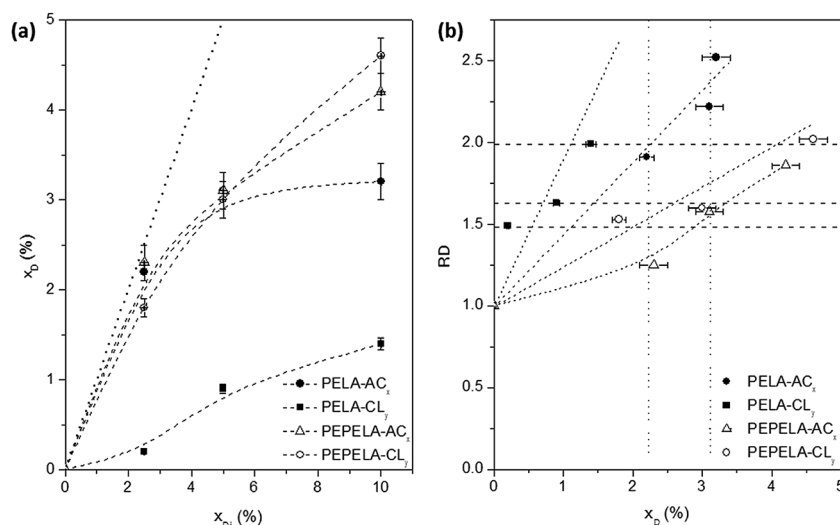 (a)
5
4
3
2
1
0
x_D (%)
0 2 4 6 8 10
PELA-AC_x
PELA-CL_y
PEPELA-AC_x
PEPELA-CL_y
(b)
2.5
2.0
1.5
1.0
0.5
0.0
RD
0 1 2 3 4 5
x_D (%)
PELA-AC_x
PELA-CL_y
PEPELA-AC_x
PEPELA-CL_y